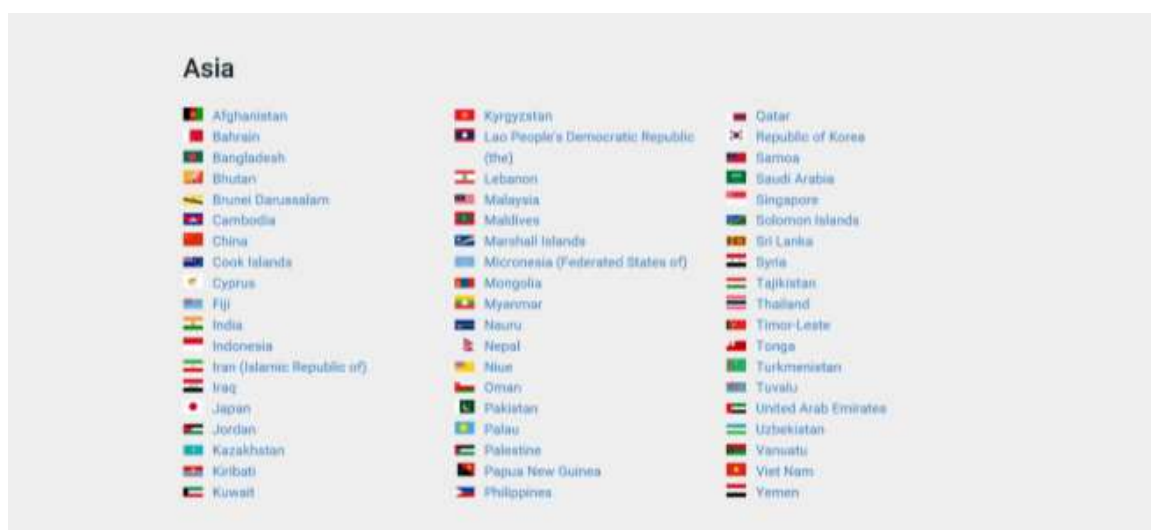 Asia
Afghanistan
Bahrain
Bangladesh
Bhutan
Brunei Darussalam
Cambodia
China
Cook Islands
Cyprus
Fiji
India
Indonesia
Iran (Islamic Republic of)
Iraq
Japan
Jordan
Kazakhstan
Kiribati
Kuwait
Kyrgyzstan
Lao People's Democratic Republic
(the)
Lebanon
Malaysia
Maldives
Marshall Islands
Micronesia (Federated States of)
Mongolia
Myanmar
Nauru
Nepal
Niue
Oman
Pakistan
Palau
Palestine
Papua New Guinea
Philippines
Qatar
Republic of Korea
Samoa
Saudi Arabia
Singapore
Solomon Islands
Sri Lanka
Syria
Tajikistan
Thailand
Timor-Leste
Tonga
Turkmenistan
Tuvalu
United Arab Emirates
Uzbekistan
Vanuatu
Viet Nam
Yemen